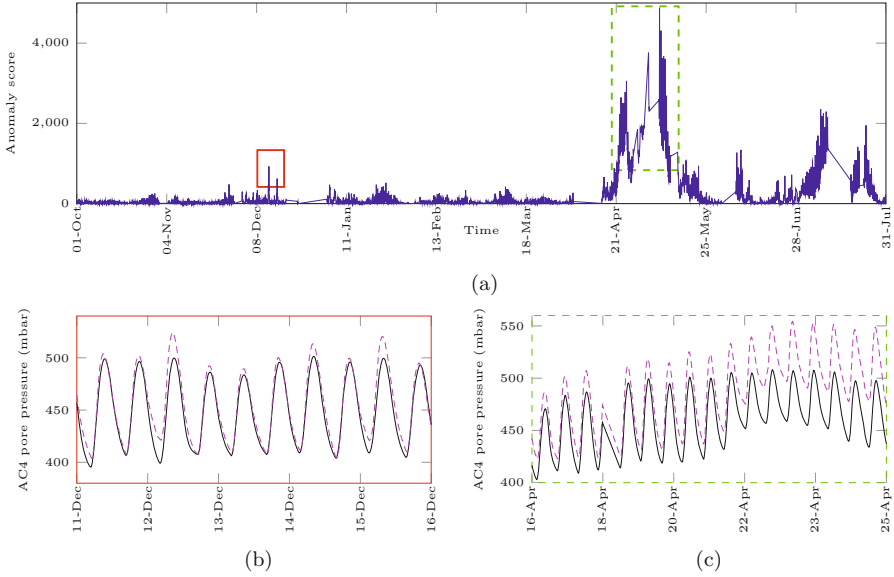 Anomaly score
4,000
2,000
0
01-Oct
04-Nov
08-Dec
11-Jan
13-Feb
18-Mar
21-Apr
25-May
28-Jun
31-Jul
Time
(a)
AC4 pore pressure (mbar)
500
450
400
11-Dec
12-Dec
13-Dec
14-Dec
15-Dec
16-Dec
(b)
AC4 pore pressure (mbar)
550
500
450
400
16-Apr
18-Apr
20-Apr
22-Apr
23-Apr
25-Apr
(c)